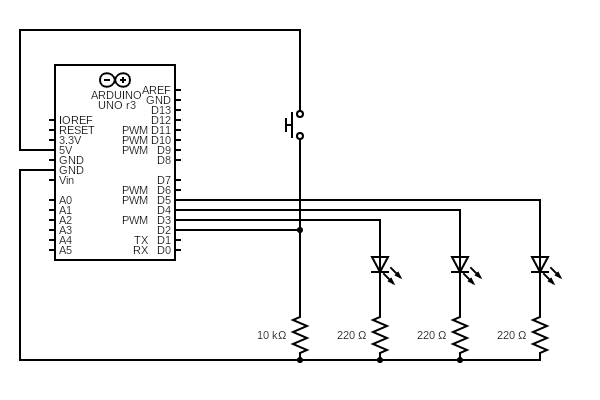 ARDUINO
UNO r3
AREF
GND
D13
IOREF D12
RESET PWM D11
3.3V PWM D10
5V PWM D9
GND D8
GND
Vin D7
PWM D6
A0 PWM D5
A1 D4
A2 PWM D3
A3 D2
A4 TX D1
A5 RX D0
10 kΩ 220 Ω 220 Ω 220 Ω